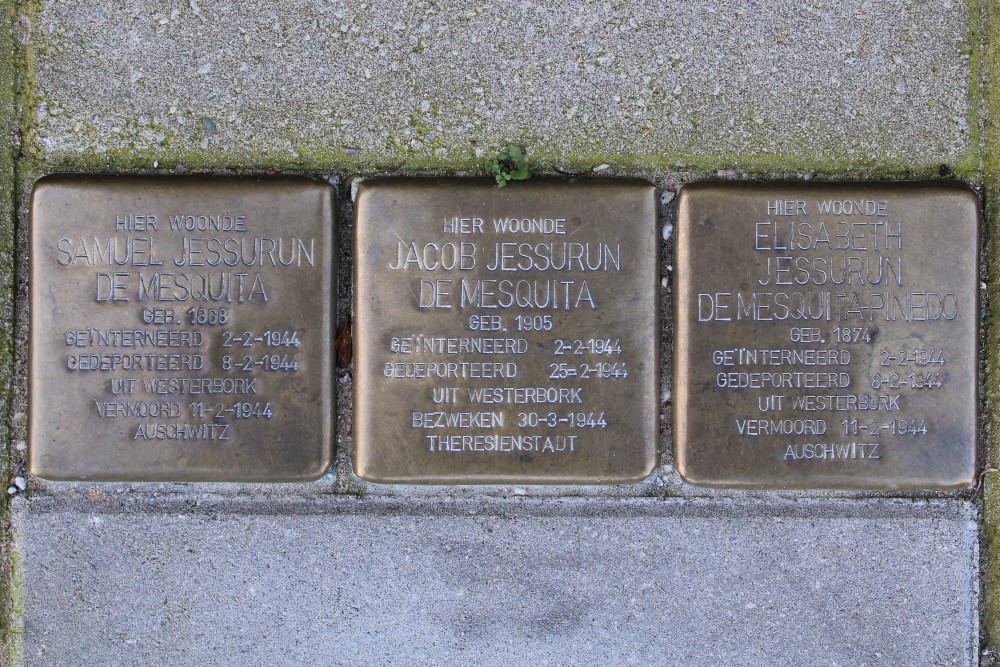 HIER WOONDE
SAMUEL JESSURUN
DE MESQUITA
GEB. 1868
GEÏNTERNEERD 2-2-1944
GEDEPORTEERD 8-2-1944
UIT WESTERBORK
VERMOORD 11-2-1944
AUSCHWITZ
HIER WOONDE
JACOB JESSURUN
DE MESQUITA
GEB. 1905
GEÏNTERNEERD 2-2-1944
GEDEPORTEERD 25-2-1944
UIT WESTERBORK
BEZWEKEN 30-3-1944
THERESIENSTADT
HIER WOONDE
ELISABETH
JESSURUN
DE MESQUITA-PINEDO
GEB. 1874
GEÏNTERNEERD 2-2-1944
GEDEPORTEERD 8-2-1944
UIT WESTERBORK
VERMOORD 11-2-1944
AUSCHWITZ